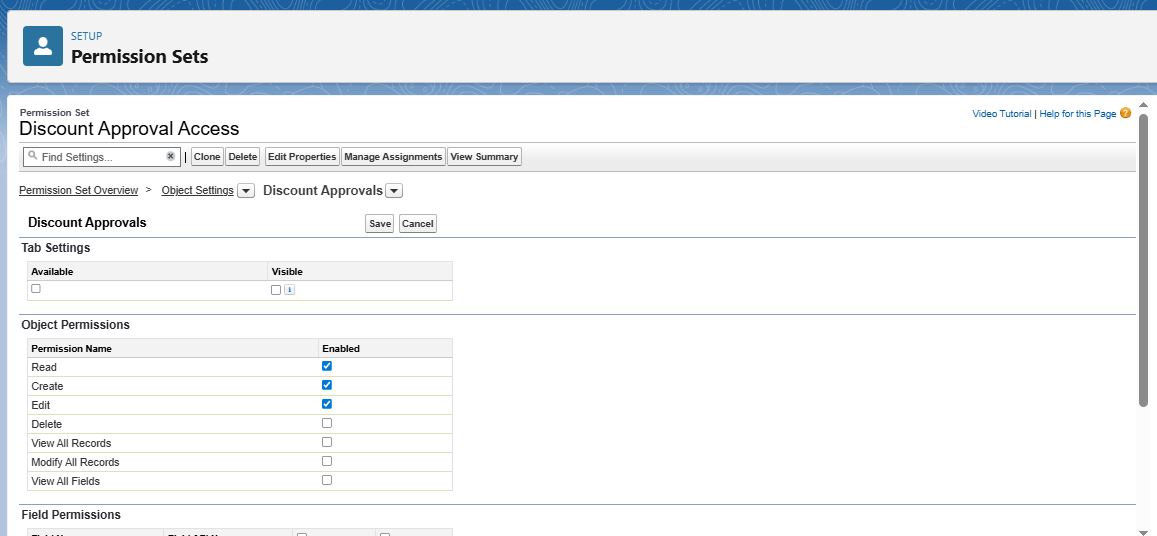 SETUP
Permission Sets
Permission Set
Discount Approval Access
Video Tutorial | Help for this Page ?
Find Settings... | Clone Delete Edit Properties Manage Assignments View Summary
Permission Set Overview > Object Settings Discount Approvals
Discount Approvals Save Cancel
Tab Settings
Available Visible
i
Object Permissions
Permission Name Enabled
Read
Create
Edit
Delete
View All Records
Modify All Records
View All Fields
Field Permissions